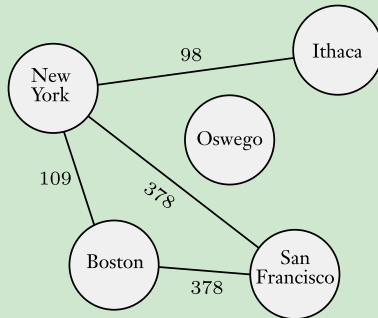 98
Ithaca
New
York
Oswego
109
378
Boston
San
Francisco
378